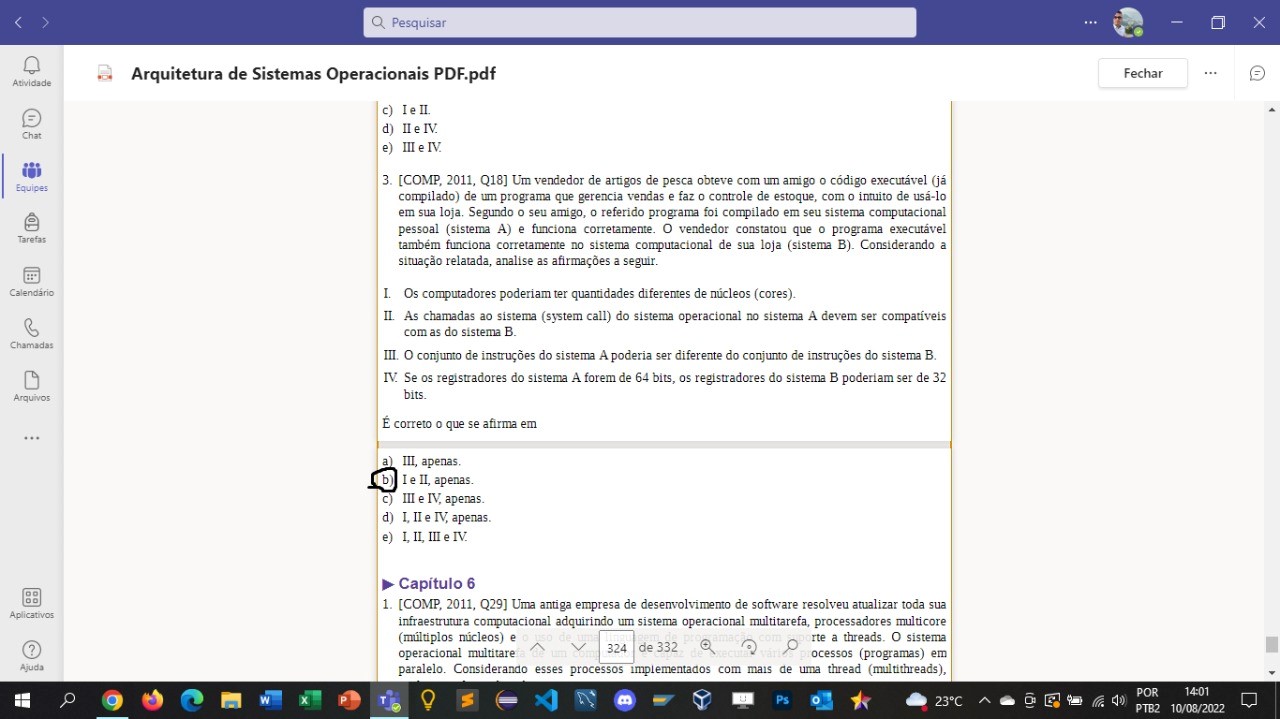 Pesquisar
Atividade
Chat
Equipes
Tarefas
Calendário
Chamadas
Arquivos
Aplicativos
Ajuda
Arquitetura de Sistemas Operacionais PDF.pdf
Fechar
c) I e II.
d) II e IV.
e) III e IV.
3. [COMP, 2011, Q18] Um vendedor de artigos de pesca obteve com um amigo o código executável (já
compilado) de um programa que gerencia vendas e faz o controle de estoque, com o intuito de usá-lo
em sua loja. Segundo o seu amigo, o referido programa foi compilado em seu sistema computacional
pessoal (sistema A) e funciona corretamente. O vendedor constatou que o programa executável
também funciona corretamente no sistema computacional de sua loja (sistema B). Considerando a
situação relatada, analise as afirmações a seguir.
I. Os computadores poderiam ter quantidades diferentes de núcleos (cores).
II. As chamadas ao sistema (system call) do sistema operacional no sistema A devem ser compatíveis
com as do sistema B.
III. O conjunto de instruções do sistema A poderia ser diferente do conjunto de instruções do sistema B.
IV. Se os registradores do sistema A forem de 64 bits, os registradores do sistema B poderiam ser de 32
bits.
É correto o que se afirma em
a) III, apenas.
b) I e II, apenas.
c) III e IV, apenas.
d) I, II e IV, apenas.
e) I, II, III e IV.
▶ Capítulo 6
1. [COMP, 2011, Q29] Uma antiga empresa de desenvolvimento de software resolveu atualizar toda sua
infraestrutura computacional adquirindo um sistema operacional multitarefa, processadores multicore
(múltiplos núcleos) e o uso de uma linguagem de programação com suporte a threads. O sistema
operacional multitarefa de um computador é capaz de executar vários processos (programas) em
paralelo. Considerando esses processos implementados com mais de uma thread (multithreads),
324 de 332
23°C
POR
PTB2
14:01
10/08/2022